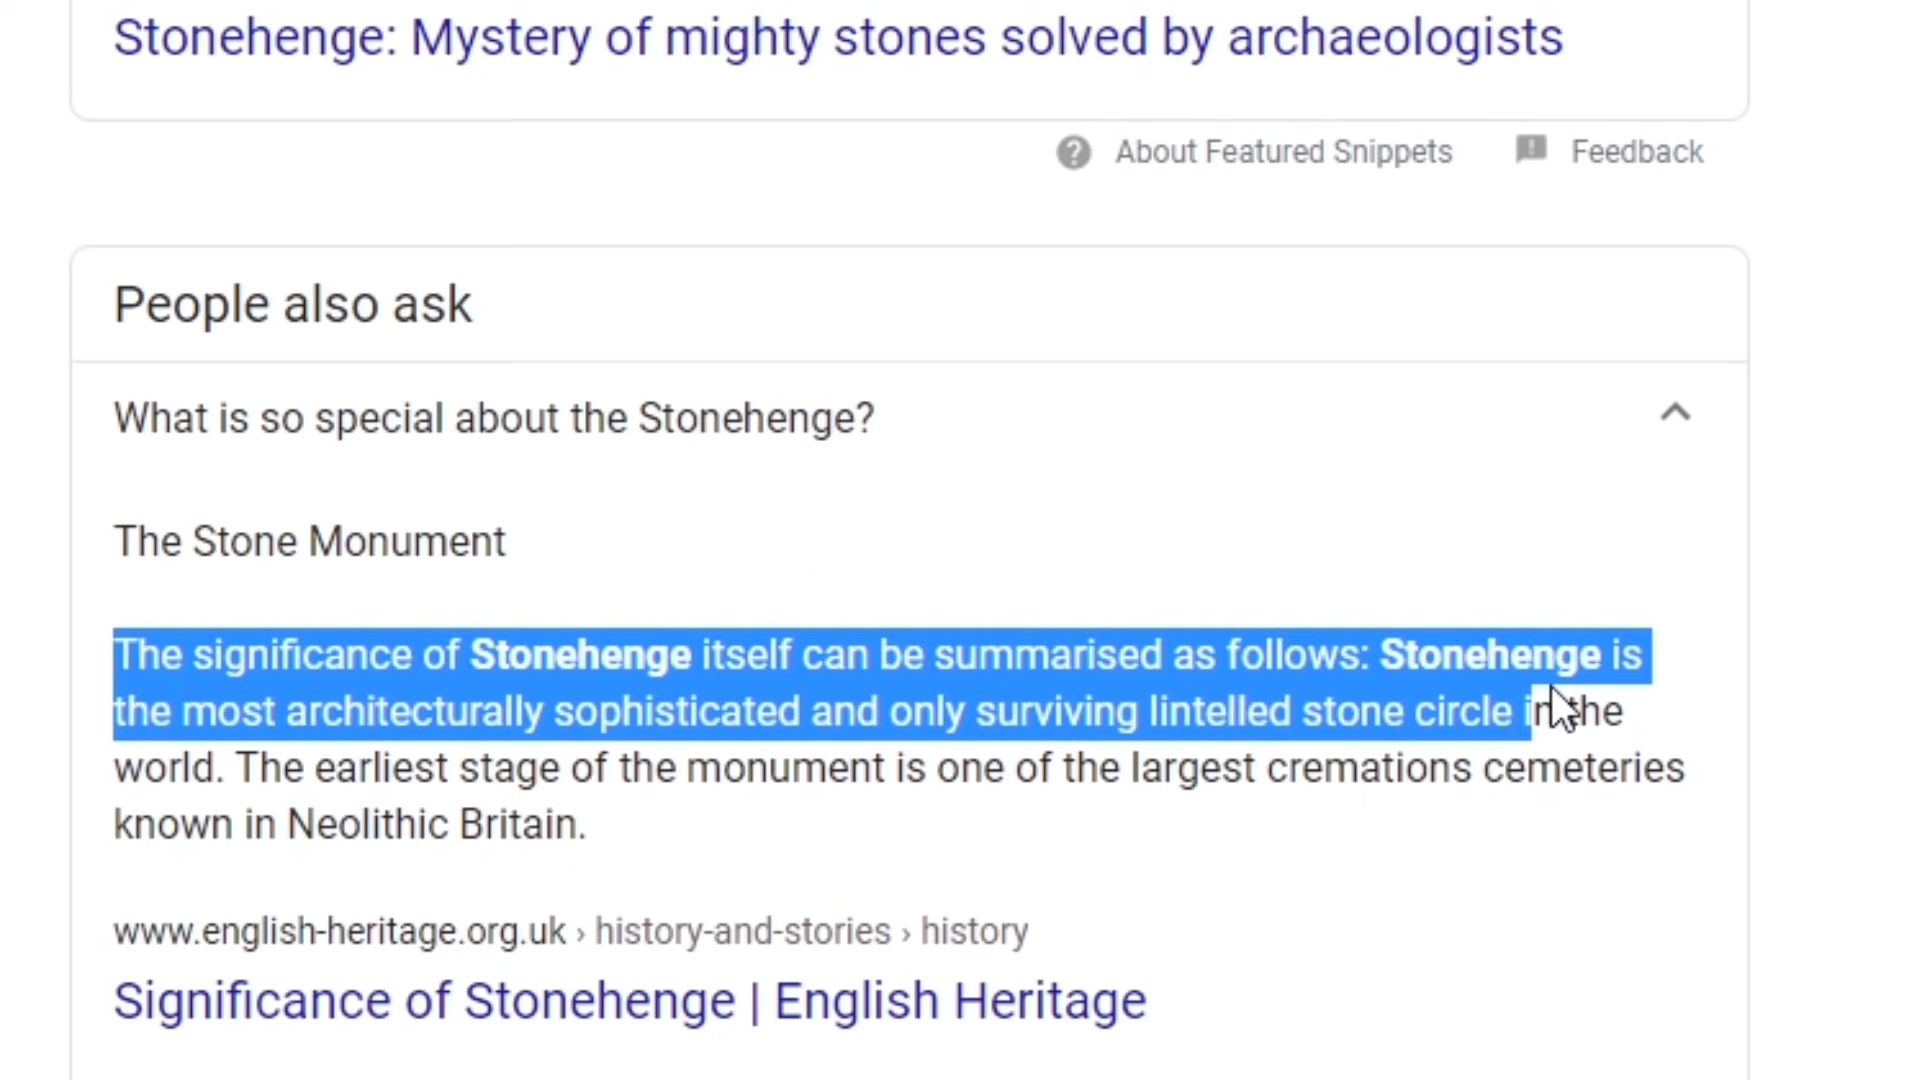 Stonehenge: Mystery of mighty stones solved by archaeologists
About Featured Snippets Feedback
People also ask
What is so special about the Stonehenge?
The Stone Monument
The significance of Stonehenge itself can be summarised as follows: Stonehenge is
the most architecturally sophisticated and only surviving lintelled stone circle in the
world. The earliest stage of the monument is one of the largest cremations cemeteries
known in Neolithic Britain.
www.english-heritage.org.uk › history-and-stories › history
Significance of Stonehenge | English Heritage